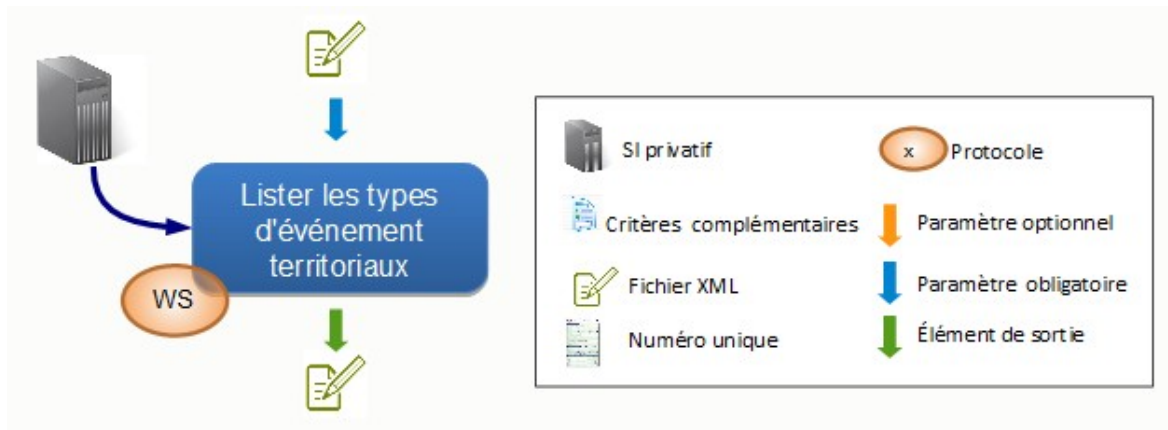 Lister les types
d'événement
territoriaux
WS
SI privatif
x
Protocole
Critères complémentaires
Paramètre optionnel
Fichier XML
Paramètre obligatoire
Numéro unique
Élément de sortie